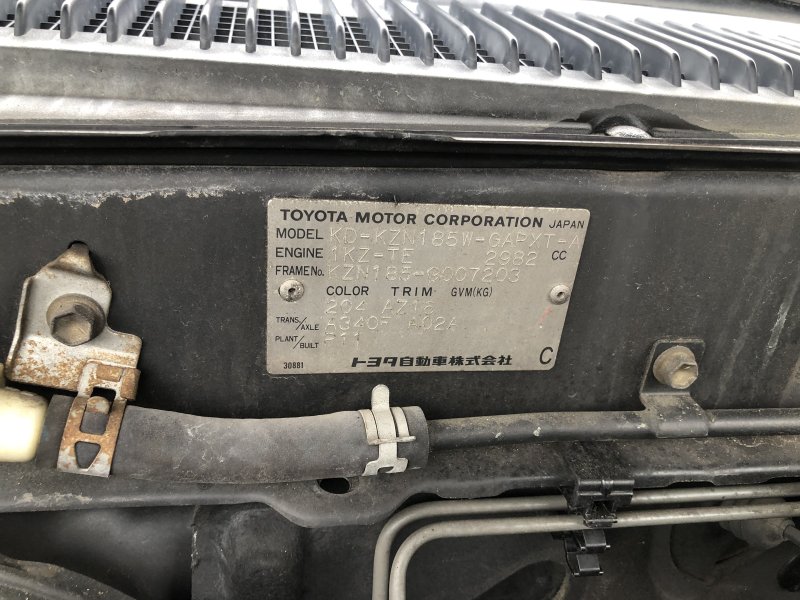 TOYOTA MOTOR CORPORATION JAPAN
MODEL KD-KZN185W-GAPXT-A
ENGINE 1KZ-TE 2982 CC
FRAME No. KZN185-9007203
COLOR TRIM GVM(KG)
204 AZ18
TRANS/AXLE A340F A02A
PLANT/BUILT P11
30881 トヨタ自動車株式会社 C